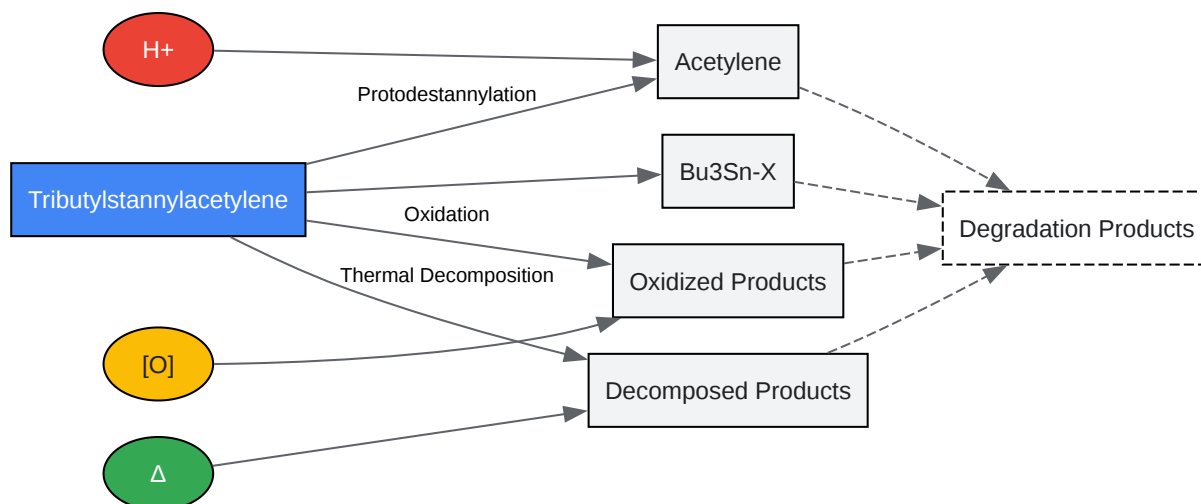 H+
Acetylene
Protodestannylation
Bu3Sn-X
Tributylstannylacetylene
Oxidation
Degradation Products
Thermal Decomposition
Oxidized Products
[O]
Decomposed Products
Δ